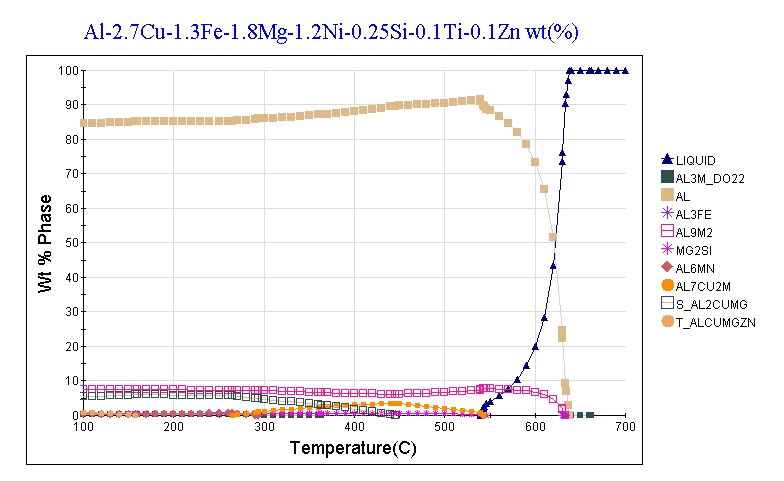 Al-2.7Cu-1.3Fe-1.8Mg-1.2Ni-0.25Si-0.1Ti-0.1Zn wt(%)
100
90
80
70
60
50
40
30
20
10
0
Wt % Phase
100 200 300 400 500 600 700
Temperature(C)
LIQUID
AL3M_DO22
AL
AL3FE
AL9M2
MG2SI
AL6MN
AL7CU2M
S_AL2CUMG
T_ALCUMGZN